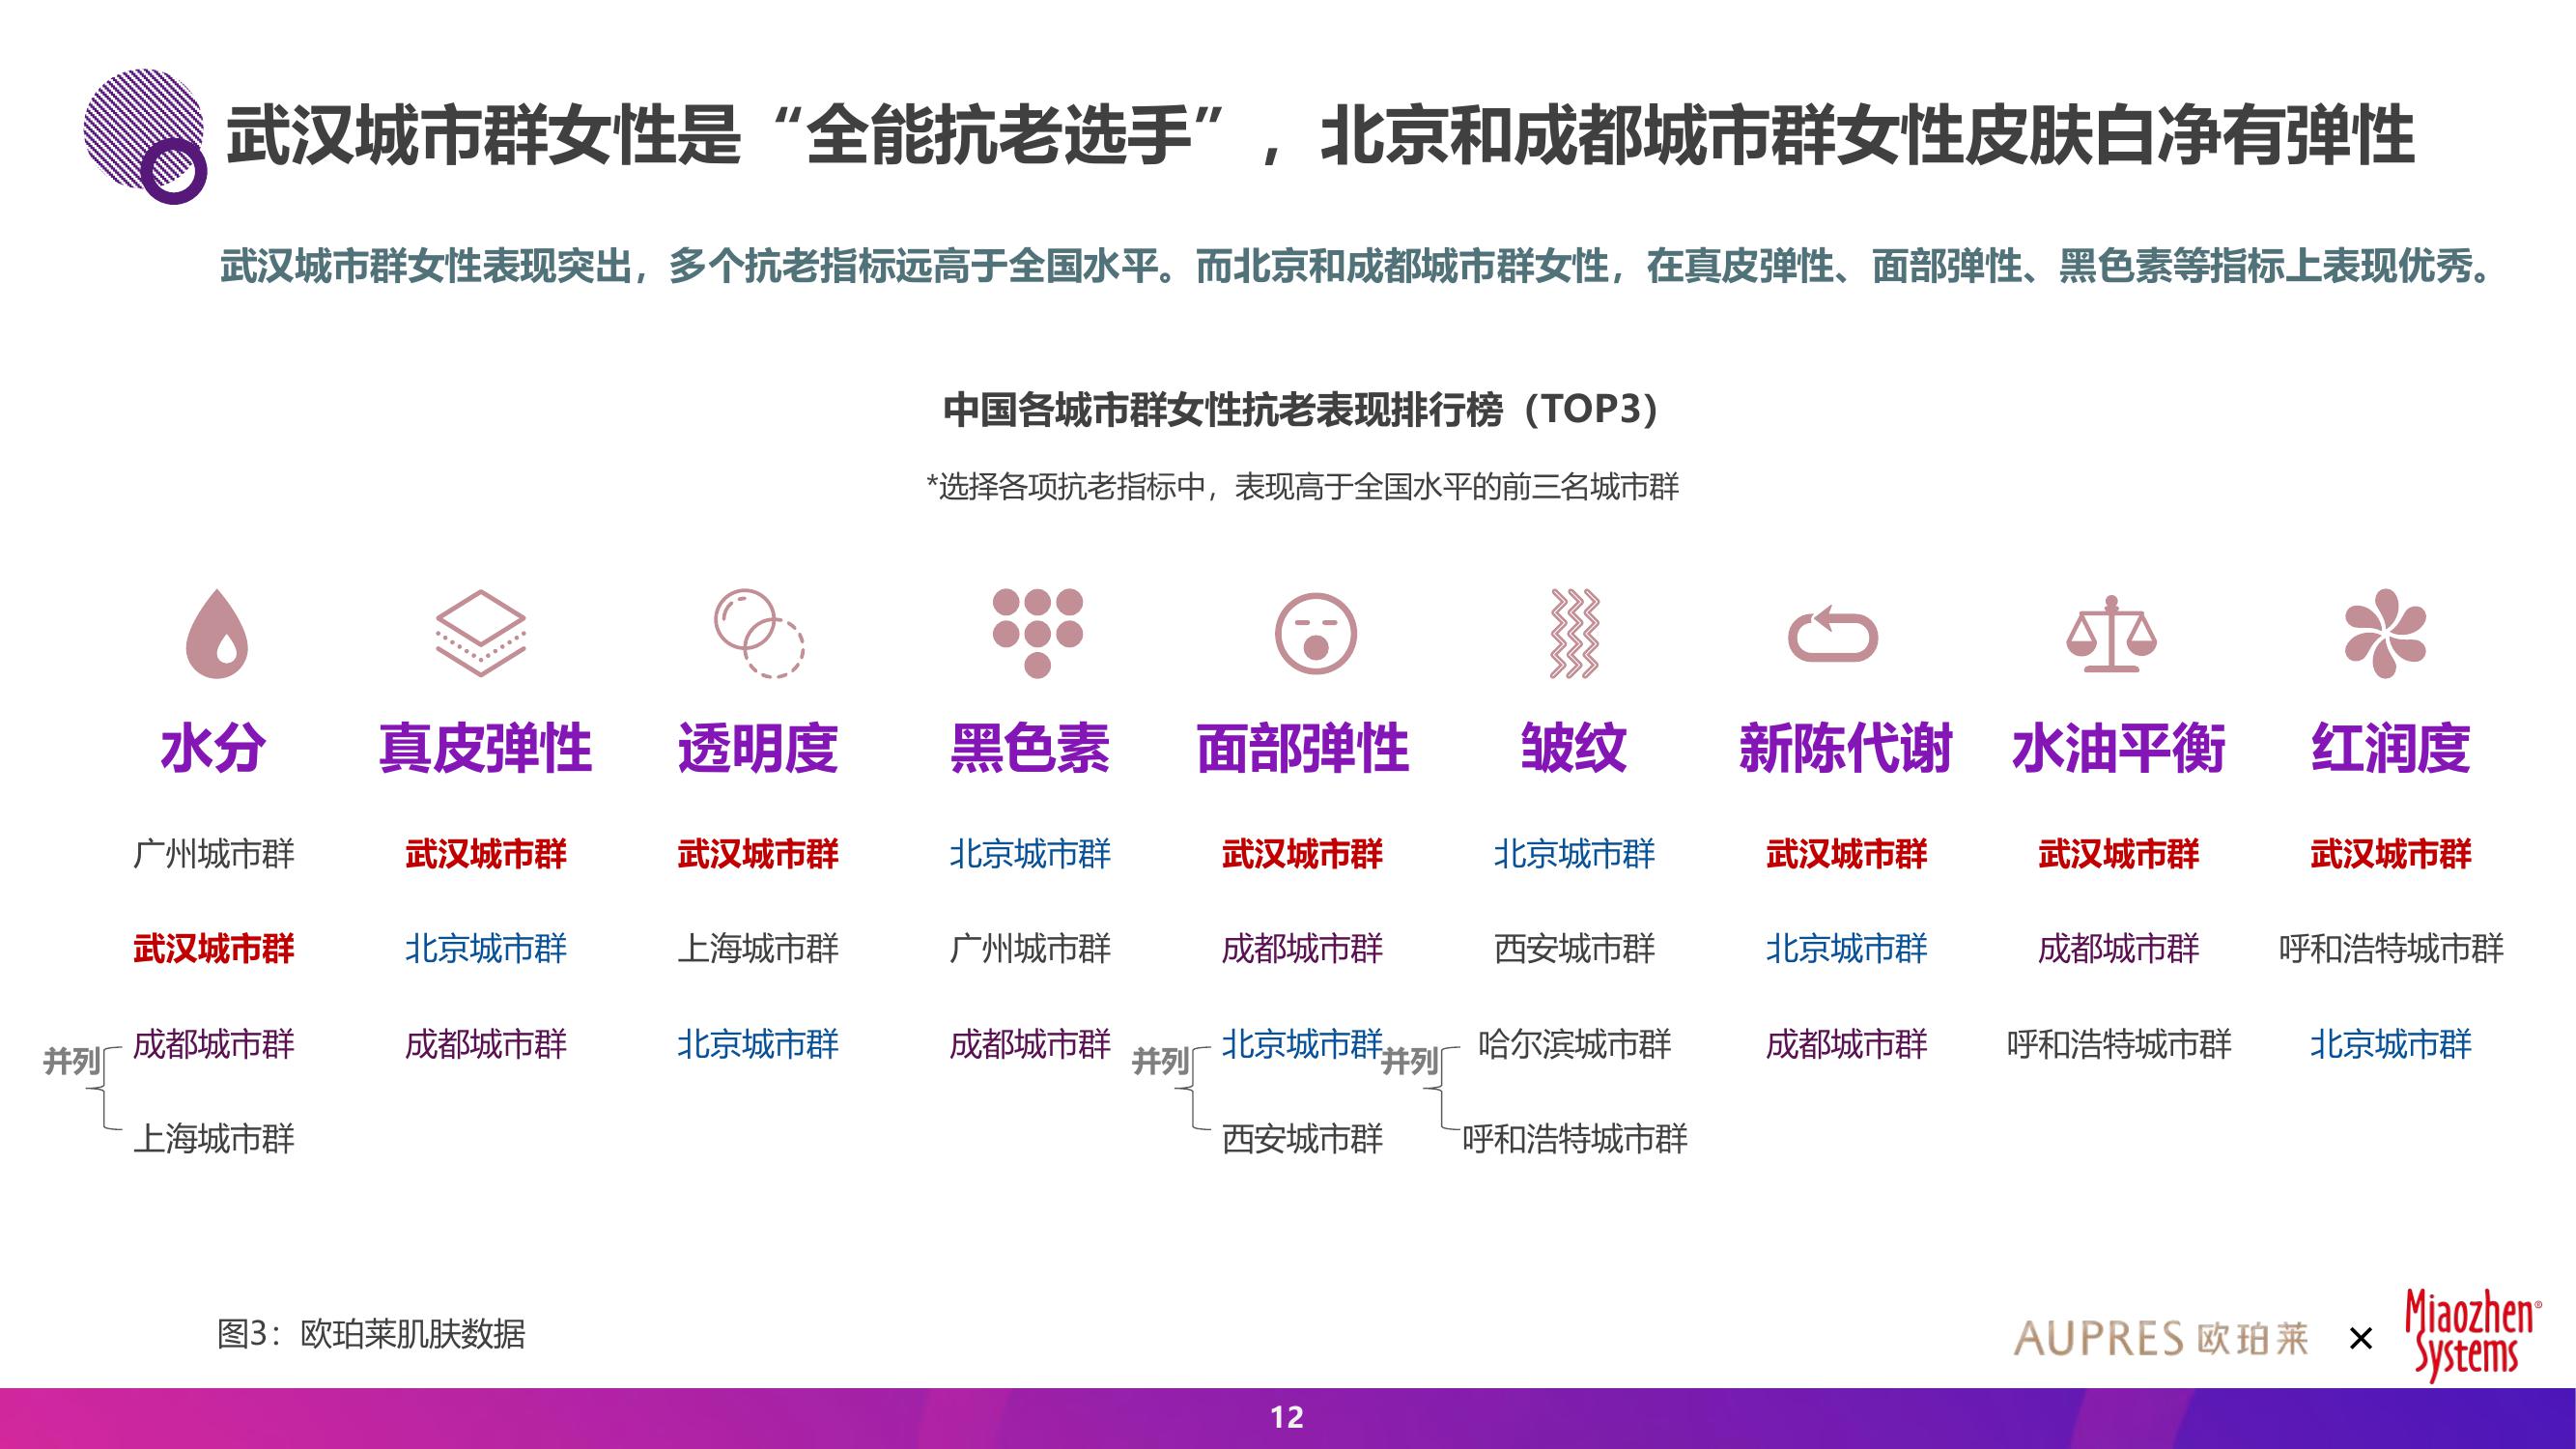 武汉城市群女性是“全能抗老选手”，北京和成都城市群女性皮肤白净有弹性
武汉城市群女性表现突出，多个抗老指标远高于全国水平。而北京和成都城市群女性，在真皮弹性、面部弹性、黑色素等指标上表现优秀。
中国各城市群女性抗老表现排行榜（TOP3）
*选择各项抗老指标中，表现高于全国水平的前三名城市群
水分 真皮弹性 透明度 黑色素 面部弹性 皱纹 新陈代谢 水油平衡 红润度
广州城市群 武汉城市群 武汉城市群 北京城市群 武汉城市群 北京城市群 武汉城市群 武汉城市群 武汉城市群
武汉城市群 北京城市群 上海城市群 广州城市群 成都城市群 西安城市群 北京城市群 成都城市群 呼和浩特城市群
并列 成都城市群 成都城市群 北京城市群 成都城市群 并列 北京城市群 并列 哈尔滨城市群 成都城市群 呼和浩特城市群 北京城市群
上海城市群 西安城市群 呼和浩特城市群
图3：欧珀莱肌肤数据
AUPRES 欧珀莱 × Miaozhen®
Systems
12